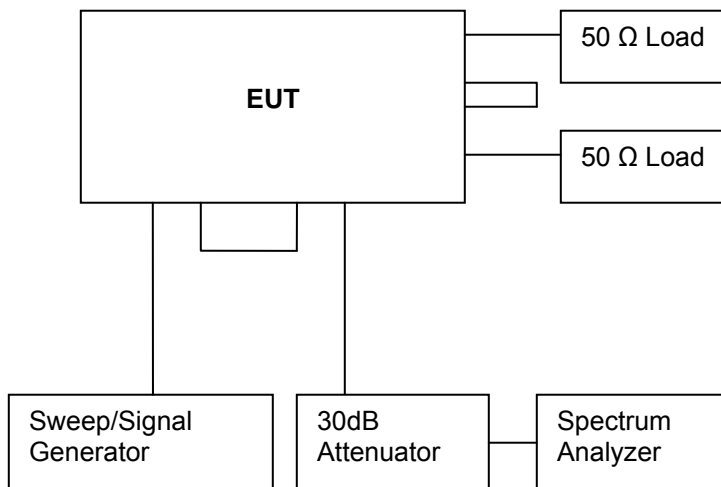 50 Ω Load
EUT
50 Ω Load
Sweep/Signal
Generator
30dB
Attenuator
Spectrum
Analyzer